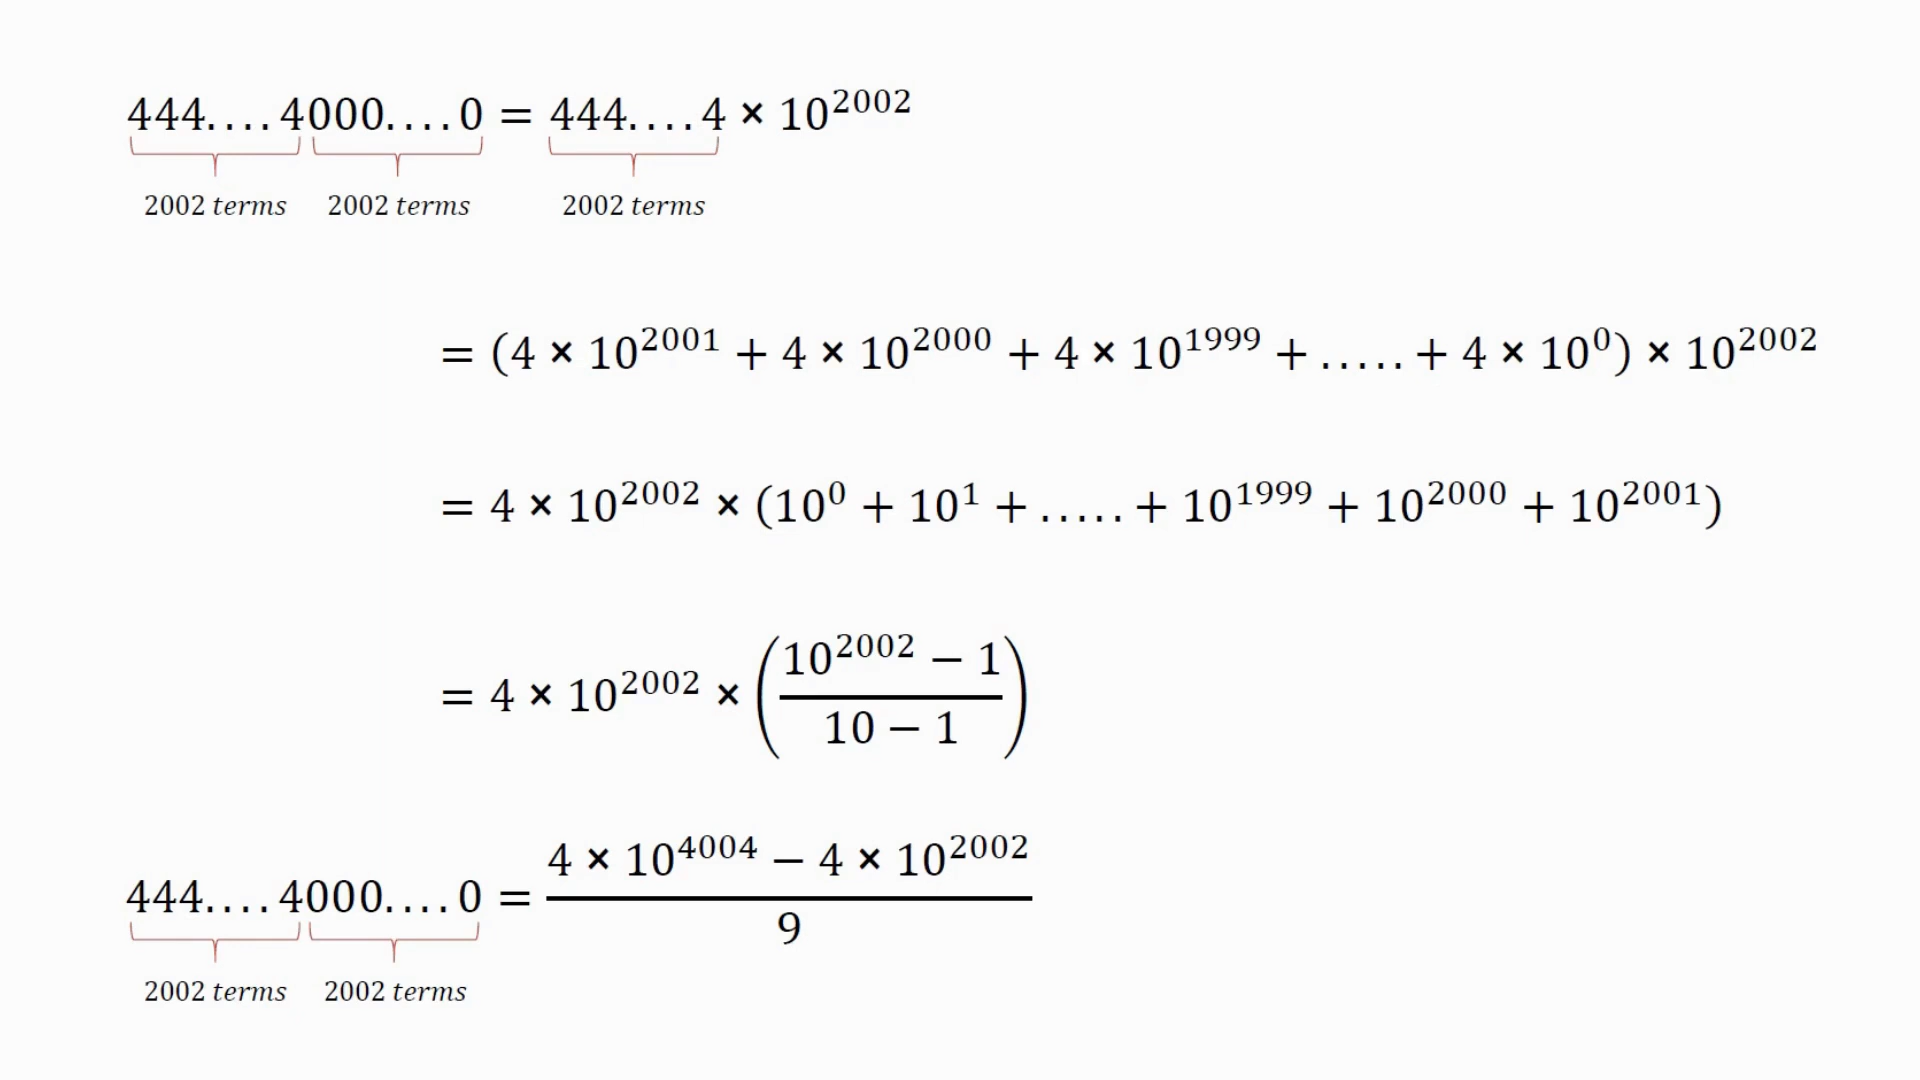 444....4000....0 = 444....4 × 10^2002
2002 terms 2002 terms 2002 terms
= (4 × 10^2001 + 4 × 10^2000 + 4 × 10^1999 + ..... + 4 × 10^0) × 10^2002
= 4 × 10^2002 × (10^0 + 10^1 + ..... + 10^1999 + 10^2000 + 10^2001)
= 4 × 10^2002 × ((10^2002 − 1)/(10 − 1))
444....4000....0 = (4 × 10^4004 − 4 × 10^2002)/9
2002 terms 2002 terms